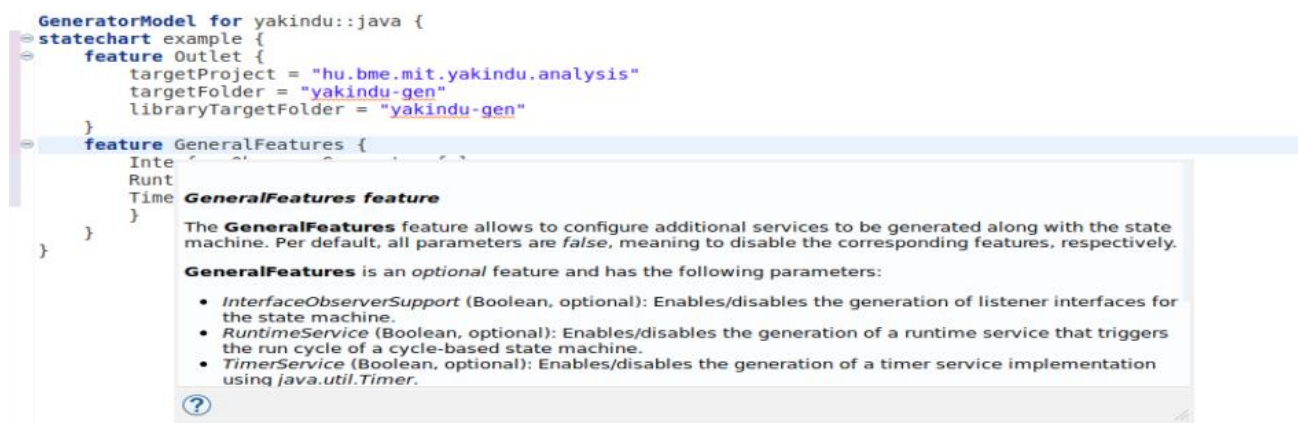 GeneratorModel for yakindu::java {
statechart example {
feature Outlet {
targetProject = "hu.bme.mit.yakindu.analysis"
targetFolder = "yakindu-gen"
libraryTargetFolder = "yakindu-gen"
}
feature GeneralFeatures {
Inte
Runt
Time
}
}
}
GeneralFeatures feature
The GeneralFeatures feature allows to configure additional services to be generated along with the state
machine. Per default, all parameters are false, meaning to disable the corresponding features, respectively.
GeneralFeatures is an optional feature and has the following parameters:
• InterfaceObserverSupport (Boolean, optional): Enables/disables the generation of listener interfaces for
the state machine.
• RuntimeService (Boolean, optional): Enables/disables the generation of a runtime service that triggers
the run cycle of a cycle-based state machine.
• TimerService (Boolean, optional): Enables/disables the generation of a timer service implementation
using java.util.Timer.
?